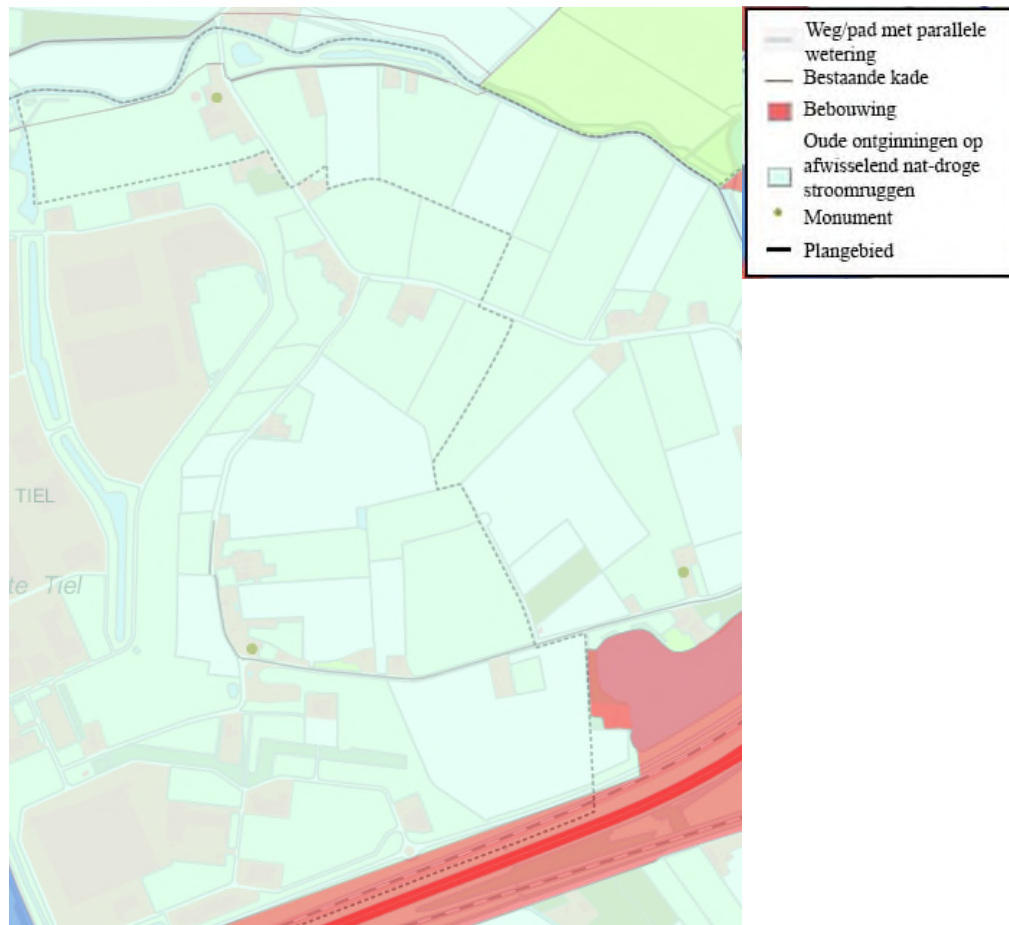 Weg/pad met parallele
wetering
Bestaande kade
Bebouwing
Oude ontginningen op
afwisselend nat-droge
stroomruggen
Monument
Plangebied
TIEL
te Tiel